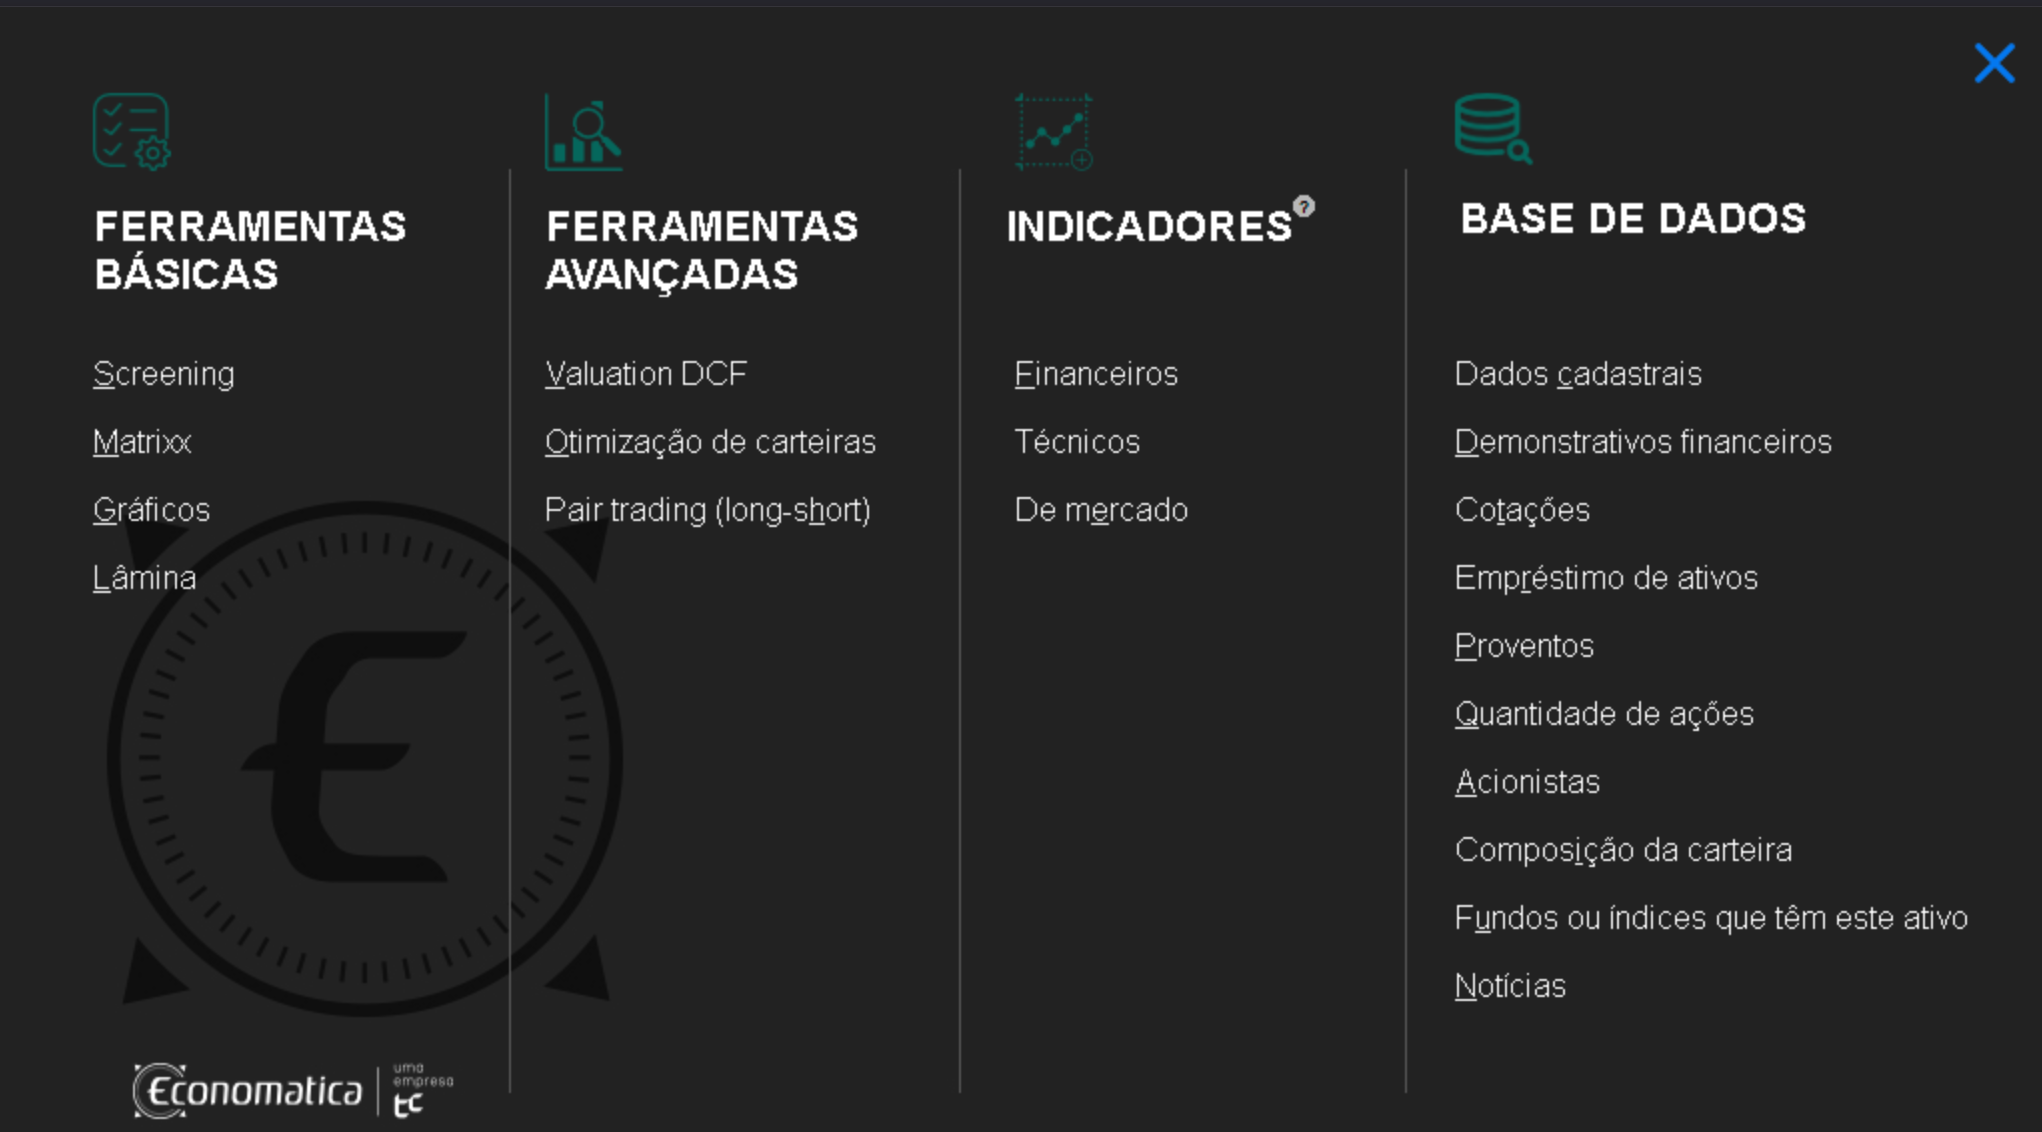 FERRAMENTAS
BÁSICAS
Screening
Matrixx
Gráficos
Lâmina
FERRAMENTAS
AVANÇADAS
Valuation DCF
Otimização de carteiras
Pair trading (long-short)
INDICADORES
?
Financeiros
Técnicos
De mercado
BASE DE DADOS
Dados cadastrais
Demonstrativos financeiros
Cotações
Empréstimo de ativos
Proventos
Quantidade de ações
Acionistas
Composição da carteira
Fundos ou índices que têm este ativo
Notícias
Economatica
uma
empresa
tc